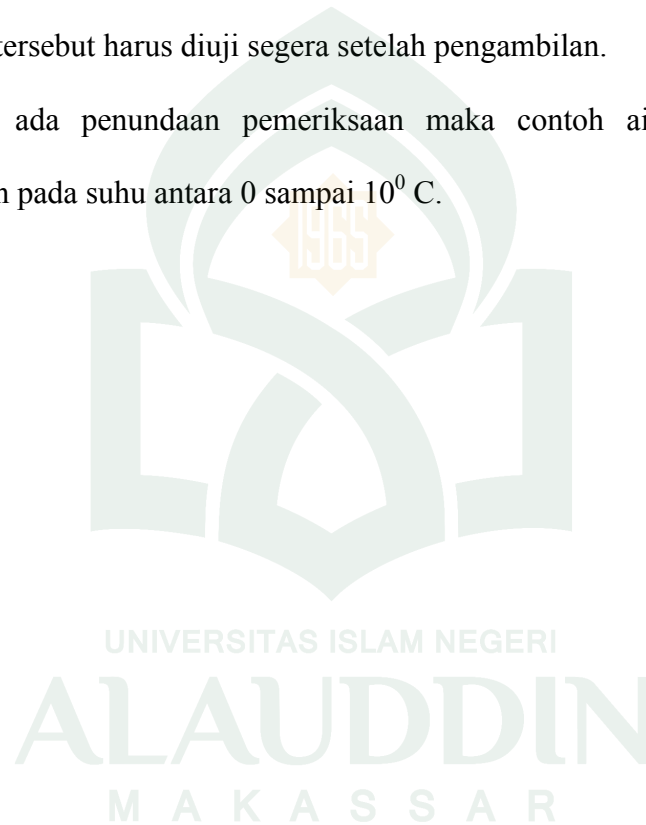 tersebut harus diuji segera setelah pengambilan.
ada penundaan pemeriksaan maka contoh
pada suhu antara 0 sampai 10⁰ C.
1965
UNIVERSITAS ISLAM NEGERI
ALAUDDIN
MAKASSAR